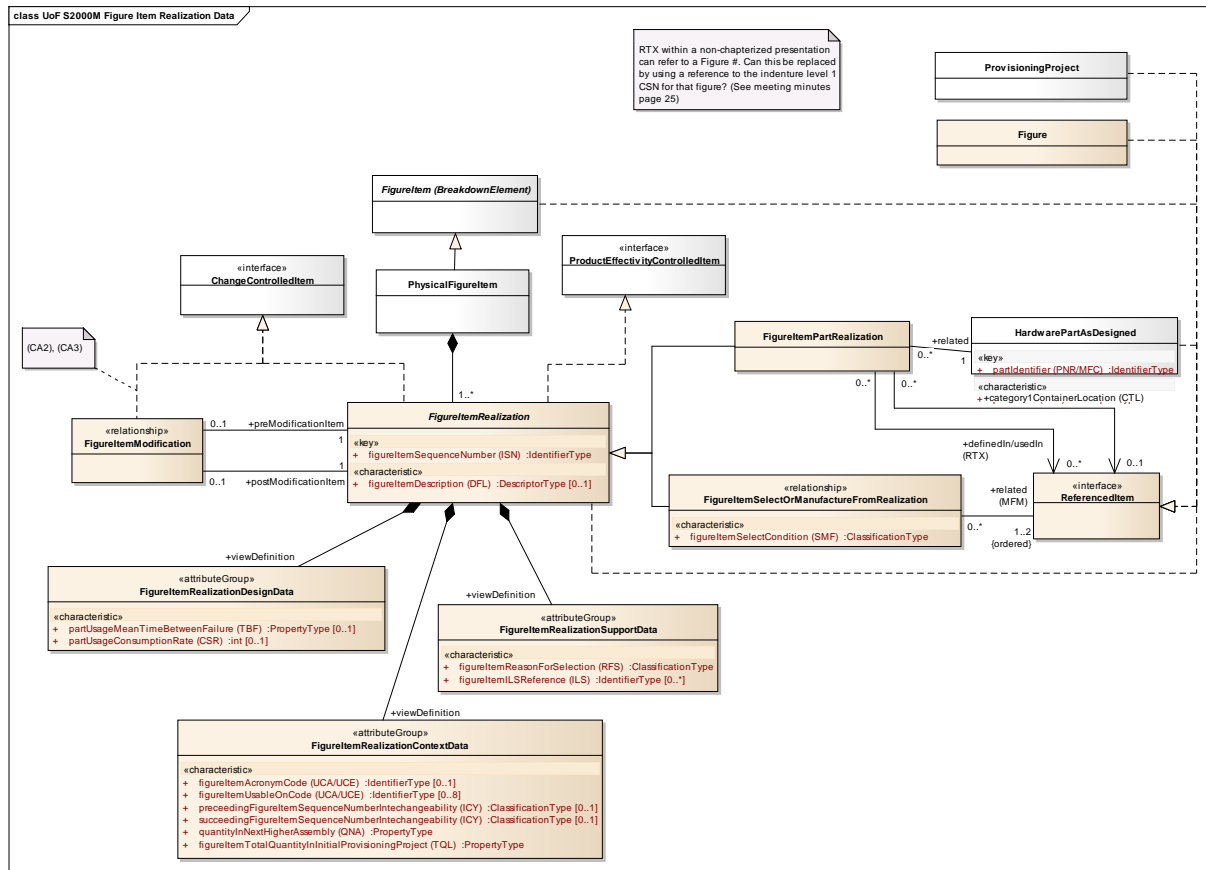 class UoF S2000M Figure Item Realization Data
RTX within a non-chapterized presentation
can refer to a Figure #. Can this be replaced
by using a reference to the indenture level 1
CSN for that figure? (See meeting minutes
page 25)
ProvisioningProject
Figure
FigureItem (BreakdownElement)
«interface»
ProductEffectivityControlledItem
«interface»
ChangeControlledItem
PhysicalFigureItem
(CA2), (CA3)
FigureItemPartRealization
HardwarePartAsDesigned
«key»
+ partIdentifier (PNR/MFC) :IdentifierType
«characteristic»
++category1ContainerLocation (CTL)
+related
0..*
1
0..*
0..*
1..*
FigureItemRealization
«key»
+ figureItemSequenceNumber (ISN) :IdentifierType
«characteristic»
+ figureItemDescription (DFL) :DescriptorType [0..1]
«relationship»
FigureItemModification
0..1
+preModificationItem
1
1
+postModificationItem
0..1
+definedIn/usedIn
(RTX)
0..*
0..1
«relationship»
FigureItemSelectOrManufactureFromRealization
«characteristic»
+ figureItemSelectCondition (SMF) :ClassificationType
+related
(MFM)
0..*
1..2
{ordered}
«interface»
ReferencedItem
+viewDefinition
«attributeGroup»
FigureItemRealizationDesignData
«characteristic»
+ partUsageMeanTimeBetweenFailure (TBF) :PropertyType [0..1]
+ partUsageConsumptionRate (CSR) :int [0..1]
+viewDefinition
«attributeGroup»
FigureItemRealizationSupportData
«characteristic»
+ figureItemReasonForSelection (RFS) :ClassificationType
+ figureItemILSReference (ILS) :IdentifierType [0..*]
+viewDefinition
«attributeGroup»
FigureItemRealizationContextData
«characteristic»
+ figureItemAcronymCode (UCA/UCE) :IdentifierType [0..1]
+ figureItemUsableOnCode (UCA/UCE) :IdentifierType [0..8]
+ preceedingFigureItemSequenceNumberIntechangeability (ICY) :ClassificationType [0..1]
+ succeedingFigureItemSequenceNumberIntechangeability (ICY) :ClassificationType [0..1]
+ quantityInNextHigherAssembly (QNA) :PropertyType
+ figureItemTotalQuantityInInitialProvisioningProject (TQL) :PropertyType